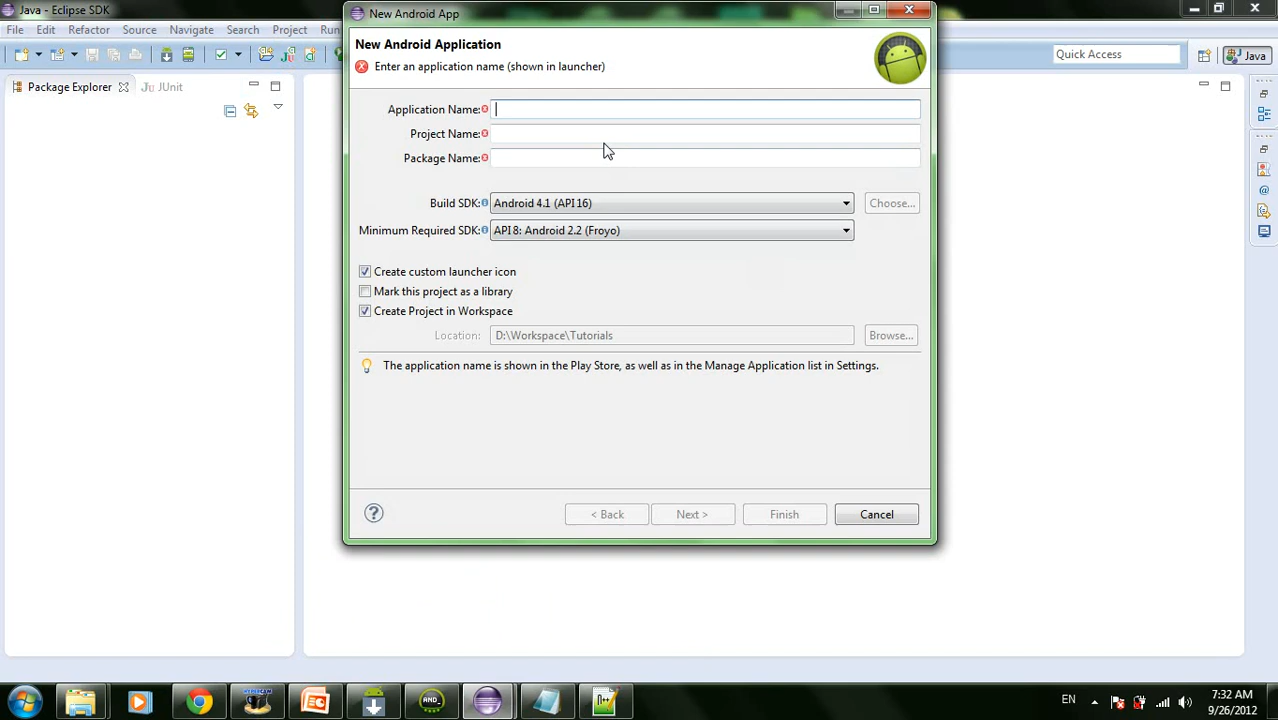 Java - Eclipse SDK
New Android App
File Edit Refactor Source Navigate Search Project Run
Quick Access
Java
Package Explorer
JUnit
New Android Application
Enter an application name (shown in launcher)
Application Name:
Project Name:
Package Name:
Build SDK: Android 4.1 (API 16) Choose...
Minimum Required SDK: API 8: Android 2.2 (Froyo)
Create custom launcher icon
Mark this project as a library
Create Project in Workspace
Location: D:\Workspace\Tutorials Browse...
The application name is shown in the Play Store, as well as in the Manage Application list in Settings.
< Back Next > Finish Cancel
EN
7:32 AM
9/26/2012